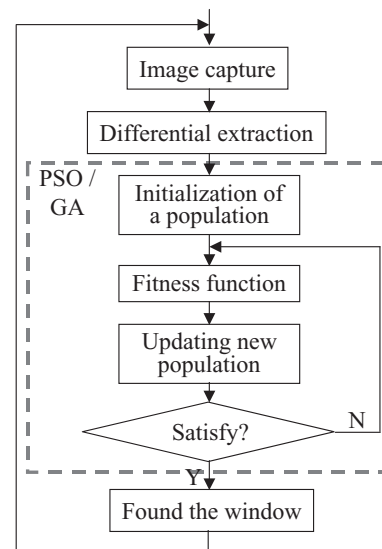 Image capture
Differential extraction
PSO /
GA
Initialization of
a population
Fitness function
Updating new
population
Satisfy?
N
Y
Found the window